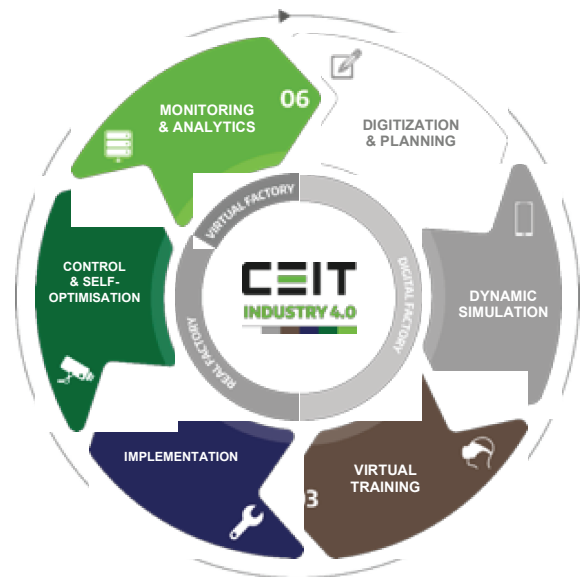 MONITORING
& ANALYTICS
06
DIGITIZATION
& PLANNING
VIRTUAL FACTORY
CONTROL
& SELF-
OPTIMISATION
CEIT
INDUSTRY 4.0
DIGITAL FACTORY
DYNAMIC
SIMULATION
REAL FACTORY
IMPLEMENTATION
VIRTUAL
TRAINING
3